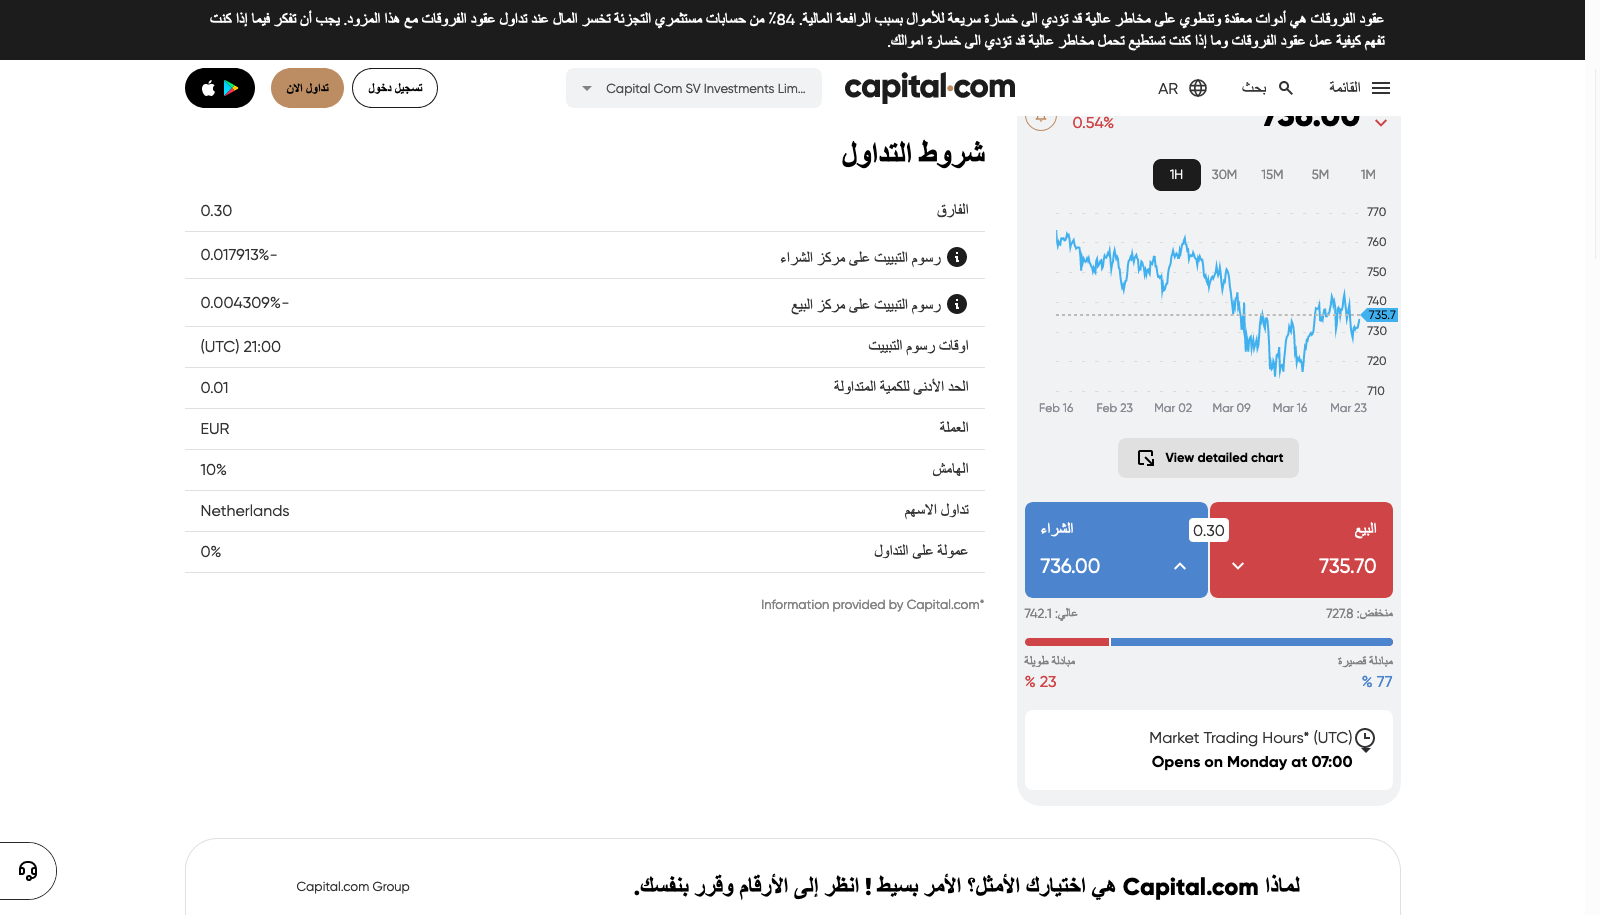 عقود الفروقات هي أدوات معقدة وتنطوي على مخاطر عالية قد تؤدي الى خسارة سريعة للأموال بسبب الرافعة المالية. 84٪ من حسابات مستثمري التجزئة تخسر المال عند تداول عقود الفروقات مع هذا المزود. يجب أن تفكر فيما إذا كنت
تفهم كيفية عمل عقود الفروقات وما إذا كنت تستطيع تحمل مخاطر عالية قد تؤدي الى خسارة اموالك.
القائمة
بحث
AR
capital.com
Capital Com SV Investments Lim...
تسجيل دخول
تداول الان
736.00
0.54%
1H 30M 15M 5M 1M
770
760
750
740
735.7
730
720
710
Feb 16 Feb 23 Mar 02 Mar 09 Mar 16 Mar 23
View detailed chart
البيع
735.70
0.30
الشراء
736.00
منخفض: 727.8
عالي: 742.1
مبادلة قصيرة
مبادلة طويلة
% 77
% 23
Market Trading Hours* (UTC)
Opens on Monday at 07:00
شروط التداول
الفارق 0.30
رسوم التبييت على مركز الشراء 0.017913%-
رسوم التبييت على مركز البيع 0.004309%-
اوقات رسوم التبييت (UTC) 21:00
الحد الأدنى للكمية المتداولة 0.01
العملة EUR
الهامش 10%
تداول الاسهم Netherlands
عمولة على التداول 0%
Information provided by Capital.com*
لماذا Capital.com هي اختيارك الأمثل؟ الأمر بسيط ! انظر إلى الأرقام وقرر بنفسك.
Capital.com Group